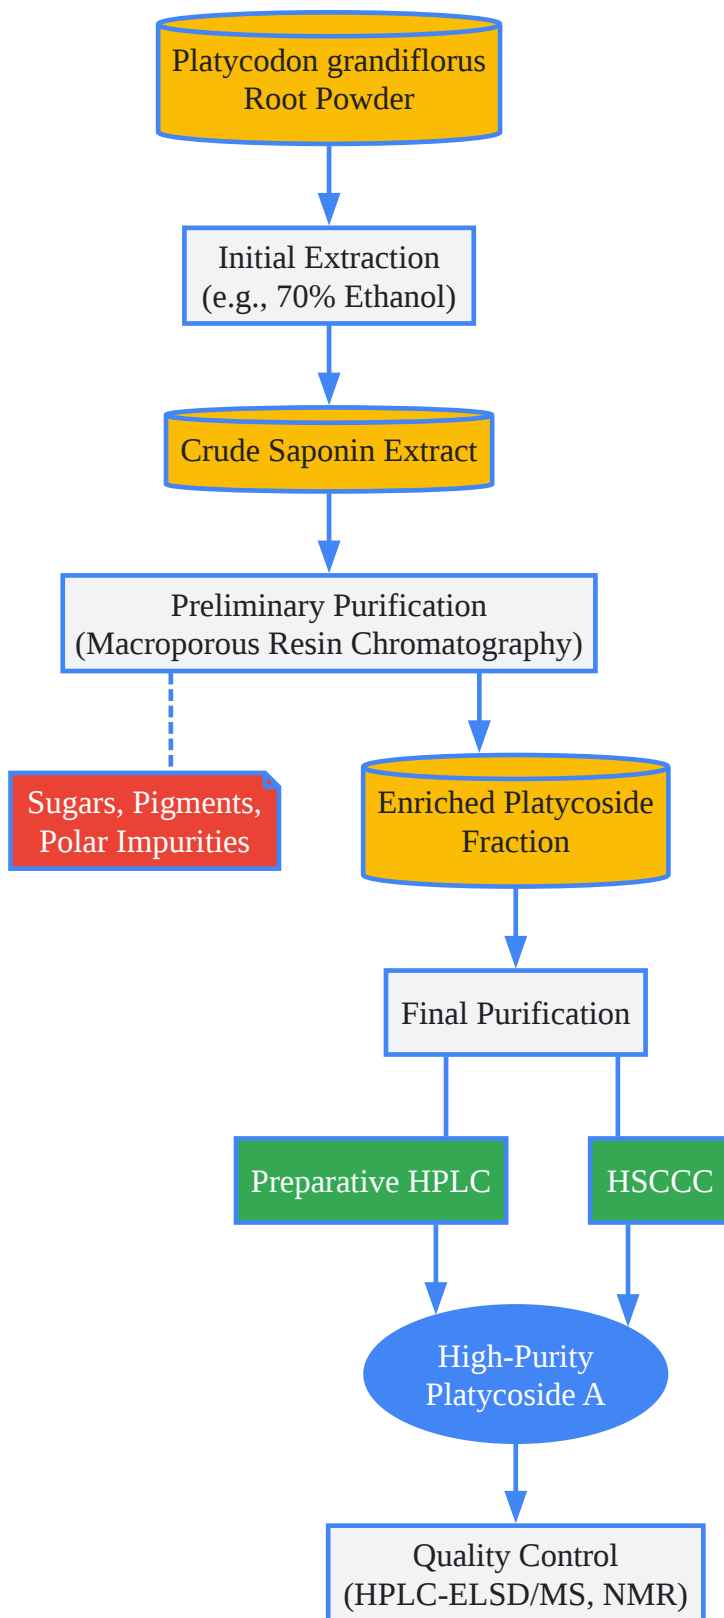 Platycodon grandiflorus
Root Powder
Initial Extraction
(e.g., 70% Ethanol)
Crude Saponin Extract
Preliminary Purification
(Macroporous Resin Chromatography)
Sugars, Pigments,
Polar Impurities
Enriched Platycoside
Fraction
Final Purification
Preparative HPLC
HSCCC
High-Purity
Platycoside A
Quality Control
(HPLC-ELSD/MS, NMR)